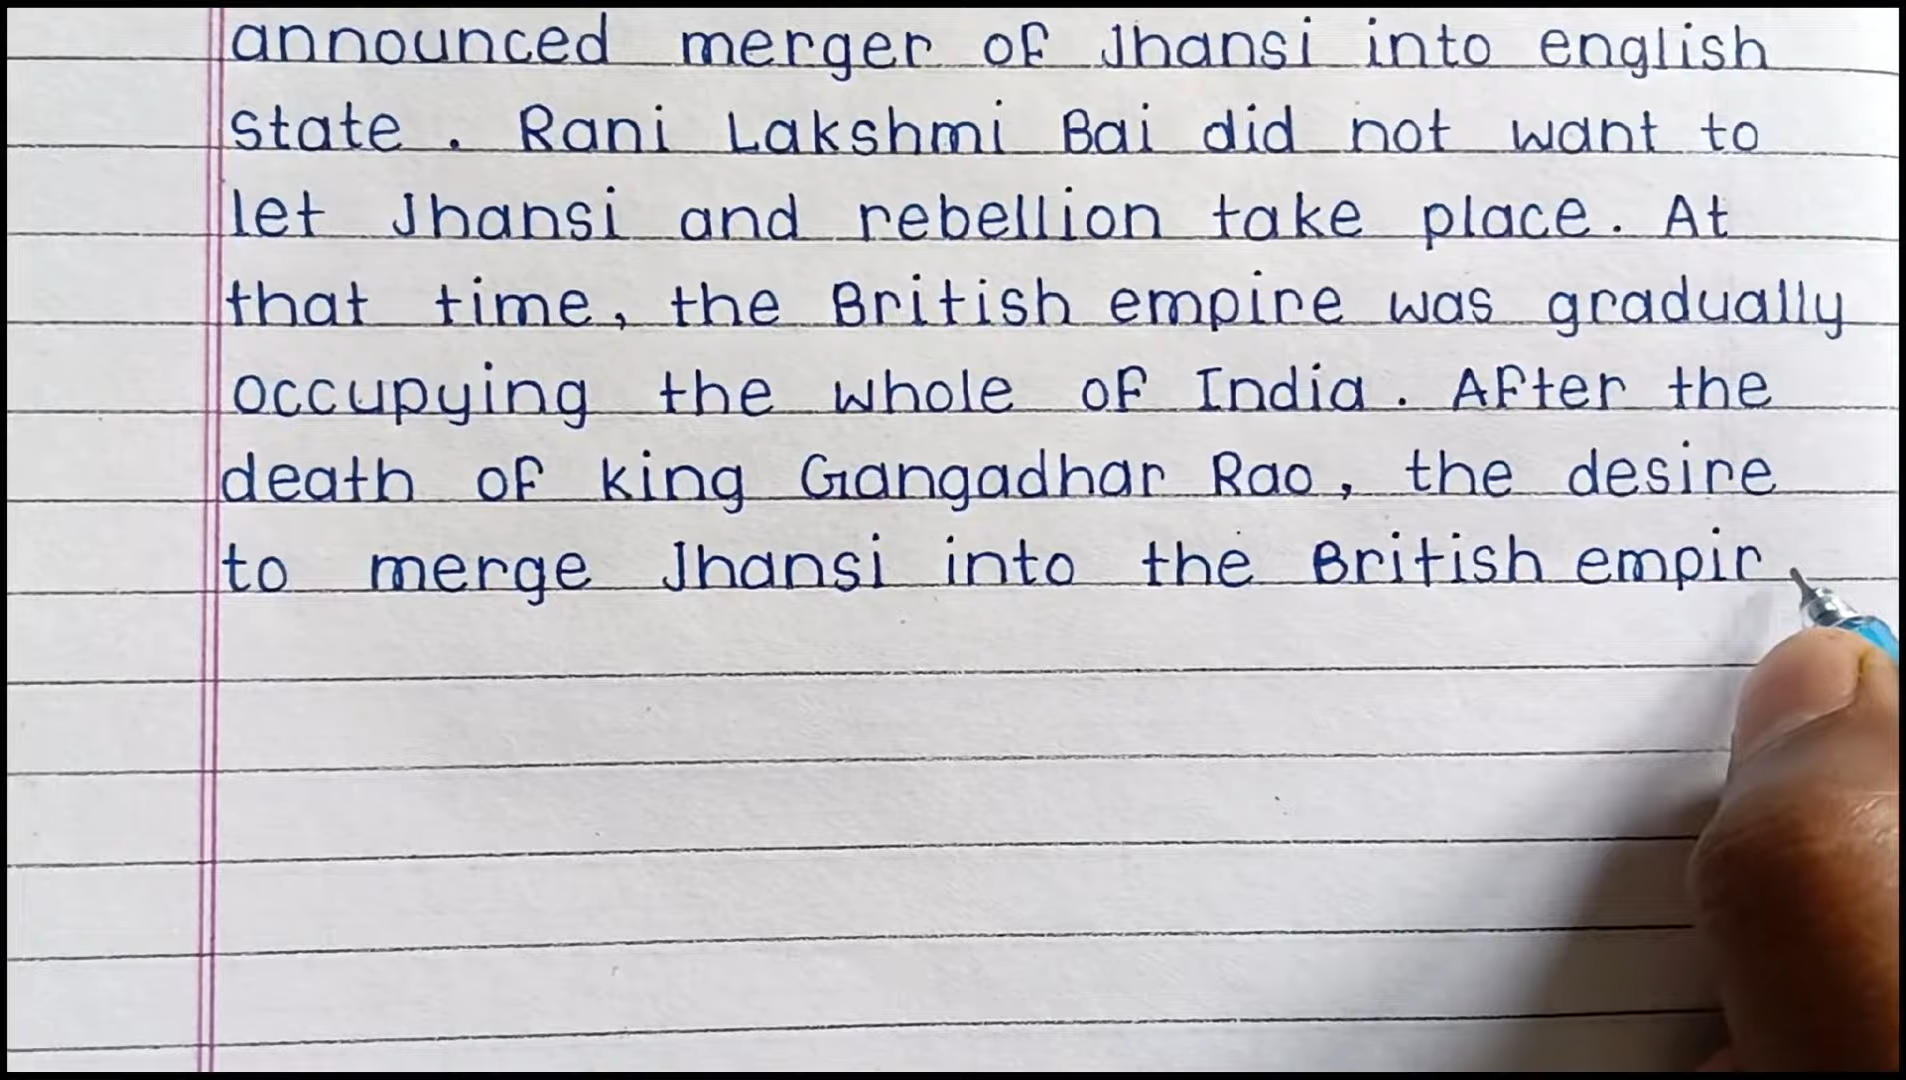 announced merger of Jhansi into english
state. Rani Lakshmi Bai did not want to
let Jhansi and rebellion take place. At
that time, the British empire was gradually
occupying the whole of India. After the
death of king Gangadhar Rao, the desire
to merge Jhansi into the British empir